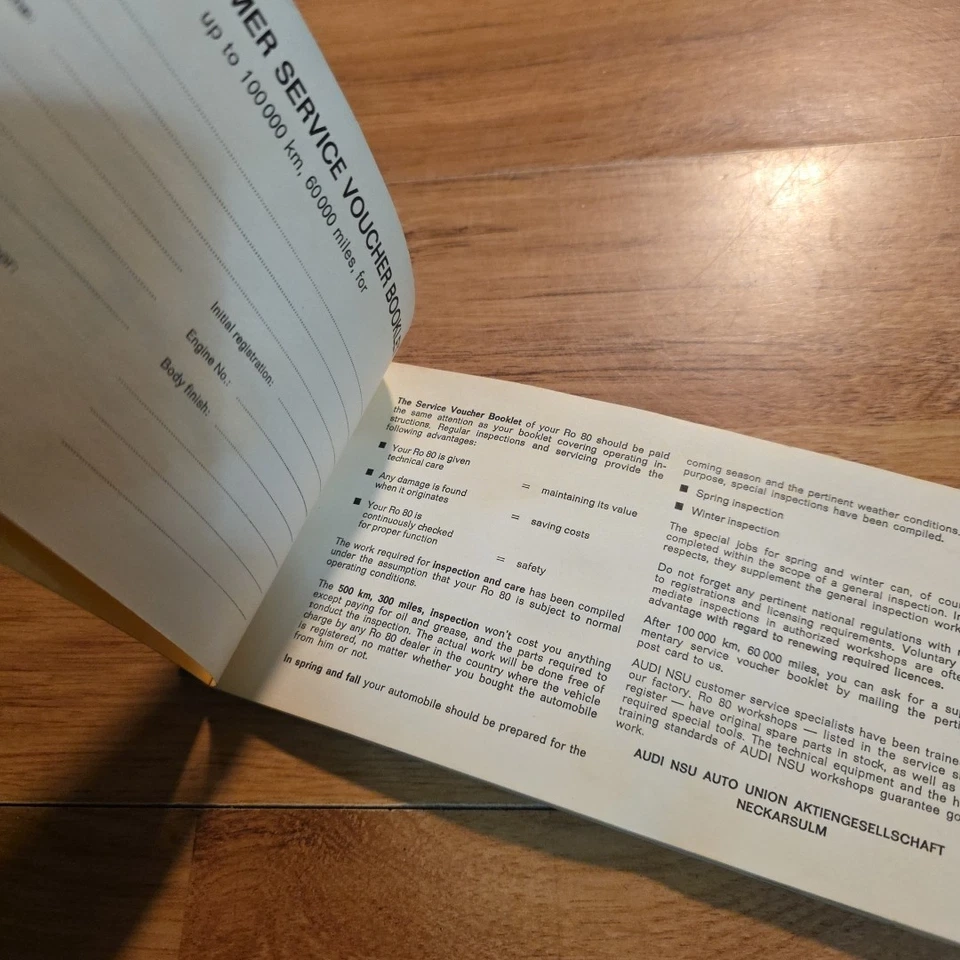 MER SERVICE VOUCHER BOOKLE
up to 100 000 km, 60 000 miles, for
Initial registration:
Engine No.:
Body finish:
The Service Voucher Booklet of your Ro 80 should be paid
the same attention as your booklet covering operating in-
structions. Regular inspections and servicing provide the
following advantages:
■ Your Ro 80 is given
technical care
= maintaining its value
■ Any damage is found
when it originates
= saving costs
■ Your Ro 80 is
continuously checked
for proper function
= safety
The work required for inspection and care has been compiled
under the assumption that your Ro 80 is subject to normal
operating conditions.
The 500 km, 300 miles, inspection won't cost you anything
except paying for oil and grease, and the parts required to
conduct the inspection. The actual work will be done free of
charge by any Ro 80 dealer in the country where the vehicle
is registered, no matter whether you bought the automobile
from him or not.
In spring and fall your automobile should be prepared for the
coming season and the pertinent weather conditions.
purpose, special inspections have been compiled.
■ Spring inspection
■ Winter inspection
The special jobs for spring and winter can, of cou
completed within the scope of a general inspection. In
respects, they supplement the general inspection work
Do not forget any pertinent national regulations with r
to registrations and licensing requirements. Voluntary
mediate inspections in authorized workshops are ofte
advantage with regard to renewing required licences.
After 100 000 km, 60 000 miles, you can ask for a sup
mentary service voucher booklet by mailing the perti
post card to us.
AUDI NSU customer service specialists have been traine
our factory. Ro 80 workshops — listed in the service s
register — have original spare parts in stock, as well as
required special tools. The technical equipment and the h
training standards of AUDI NSU workshops guarantee go
work.
AUDI NSU AUTO UNION AKTIENGESELLSCHAFT
NECKARSULM